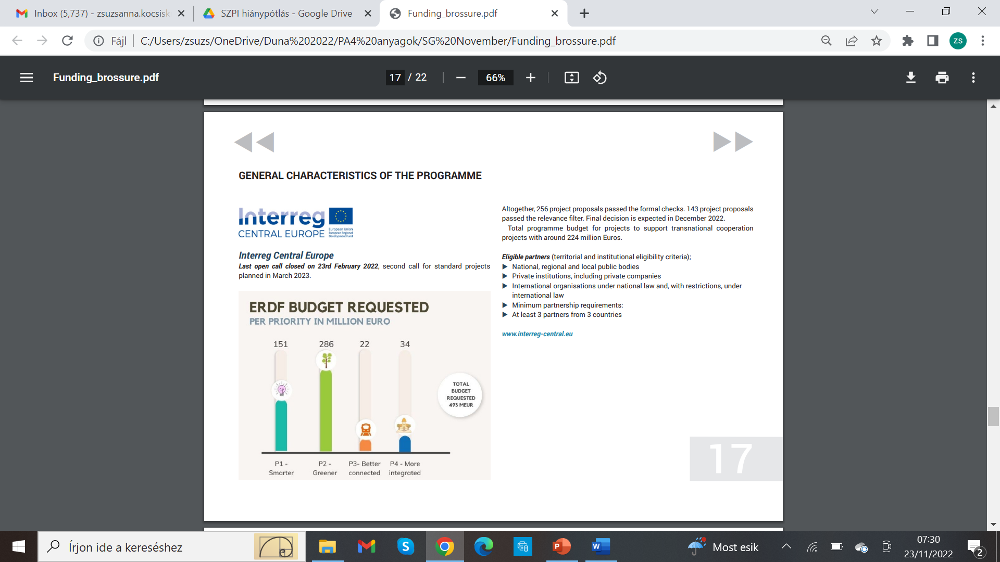 Inbox (5,737) - zsuzsanna.kocsisk
SZPI hiánypótlás - Google Drive
Funding_brossure.pdf
Fájl
C:/Users/zsuzs/OneDrive/Duna%202022/PA4%20anyagok/SG%20November/Funding_brossure.pdf
ZS
Funding_brossure.pdf
17 / 22
66%
GENERAL CHARACTERISTICS OF THE PROGRAMME
Interreg
CENTRAL EUROPE
European Union
European Regional
Development Fund
Interreg Central Europe
Last open call closed on 23rd February 2022, second call for standard projects
planned in March 2023.
ERDF BUDGET REQUESTED
PER PRIORITY IN MILLION EURO
151 286 22 34
TOTAL
BUDGET
REQUESTED
493 MEUR
P1 -
Smarter
P2 -
Greener
P3- Better
connected
P4 - More
integrated
Altogether, 256 project proposals passed the formal checks. 143 project proposals
passed the relevance filter. Final decision is expected in December 2022.
Total programme budget for projects to support transnational cooperation
projects with around 224 million Euros.
Eligible partners (territorial and institutional eligibility criteria);
National, regional and local public bodies
Private institutions, including private companies
International organisations under national law and, with restrictions, under
international law
Minimum partnership requirements:
At least 3 partners from 3 countries
www.interreg-central.eu
17
Írjon ide a kereséshez
S
P
W
Most esik
07:30
23/11/2022
2